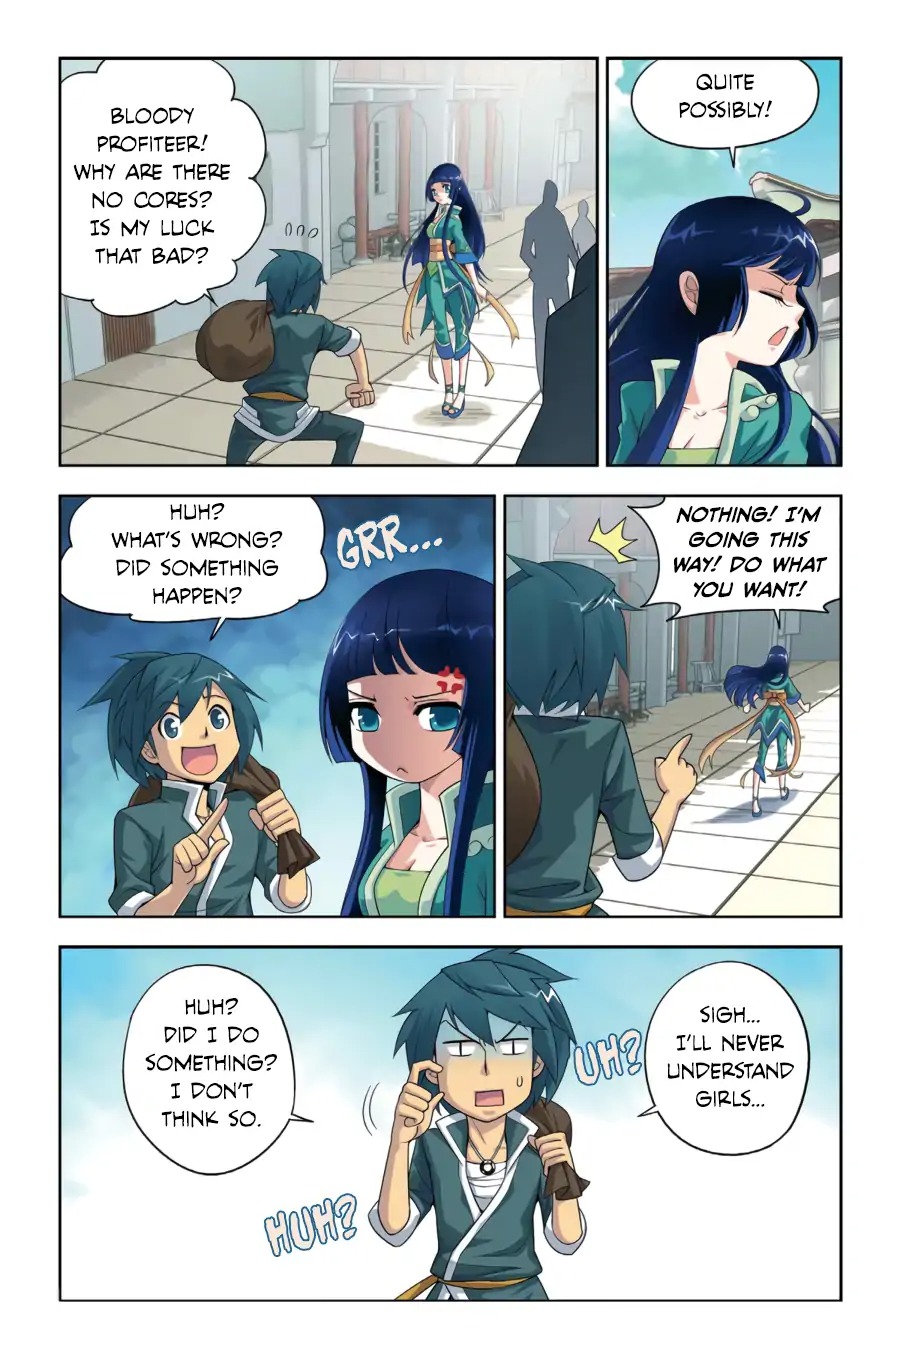 BLOODY
PROFITEER!
WHY ARE THERE
NO CORES?
IS MY LUCK
THAT BAD?
QUITE
POSSIBLY!
HUH?
WHAT'S WRONG?
DID SOMETHING
HAPPEN?
GRR...
NOTHING! I'M
GOING THIS
WAY! DO WHAT
YOU WANT!
HUH?
DID I DO
SOMETHING?
I DON'T
THINK SO.
HUH?
UH?
SIGH...
I'LL NEVER
UNDERSTAND
GIRLS...